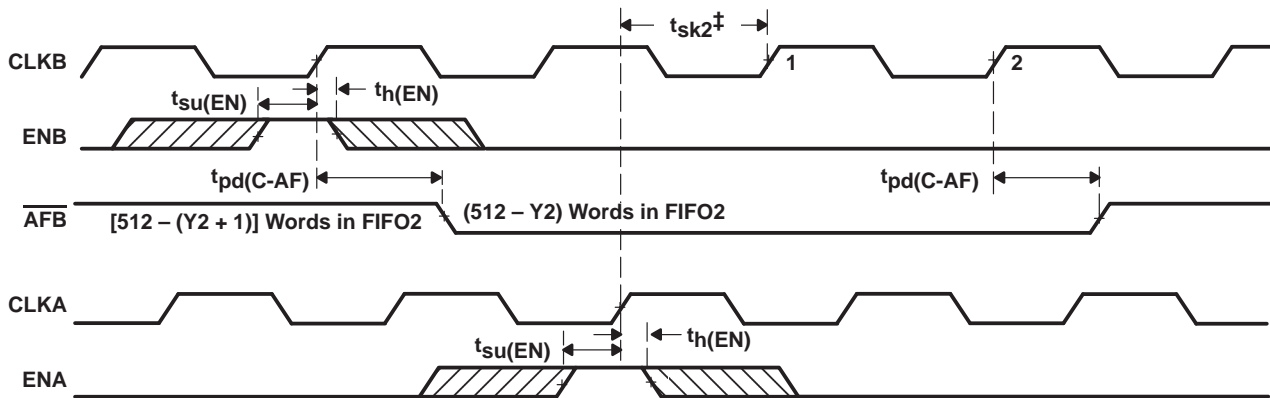 tsk2‡
CLKB
1
2
tsu(EN)
th(EN)
ENB
tpd(C-AF)
tpd(C-AF)
AFB
[512 – (Y2 + 1)] Words in FIFO2
(512 – Y2) Words in FIFO2
CLKA
tsu(EN)
th(EN)
ENA